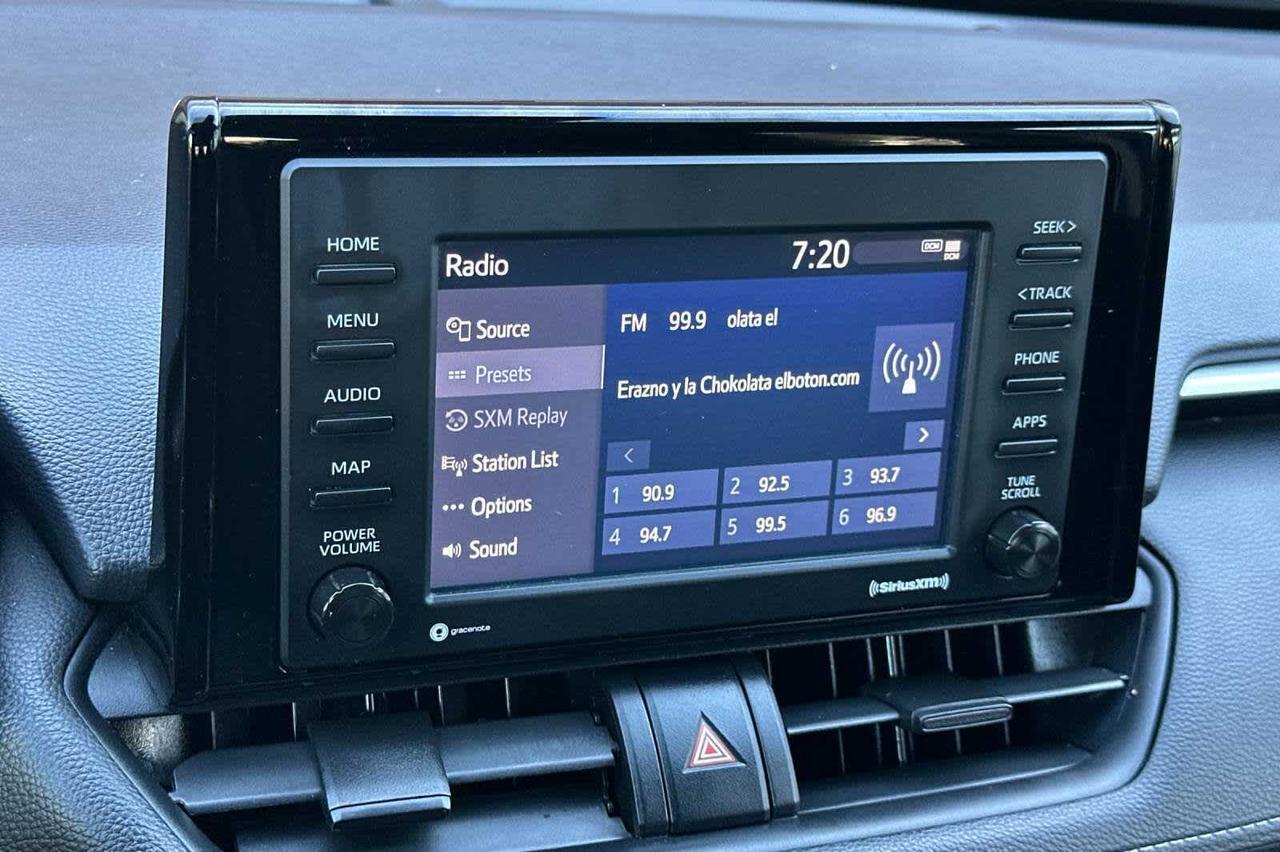 HOME
MENU
AUDIO
MAP
POWER
VOLUME
Radio
7:20
DCM
DCM
Source
Presets
SXM Replay
Station List
Options
Sound
FM 99.9 olata el
Erazno y la Chokolata elboton.com
<
>
1 90.9
2 92.5
3 93.7
4 94.7
5 99.5
6 96.9
SEEK>
<TRACK
PHONE
APPS
TUNE
SCROLL
gracenote
SiriusXM